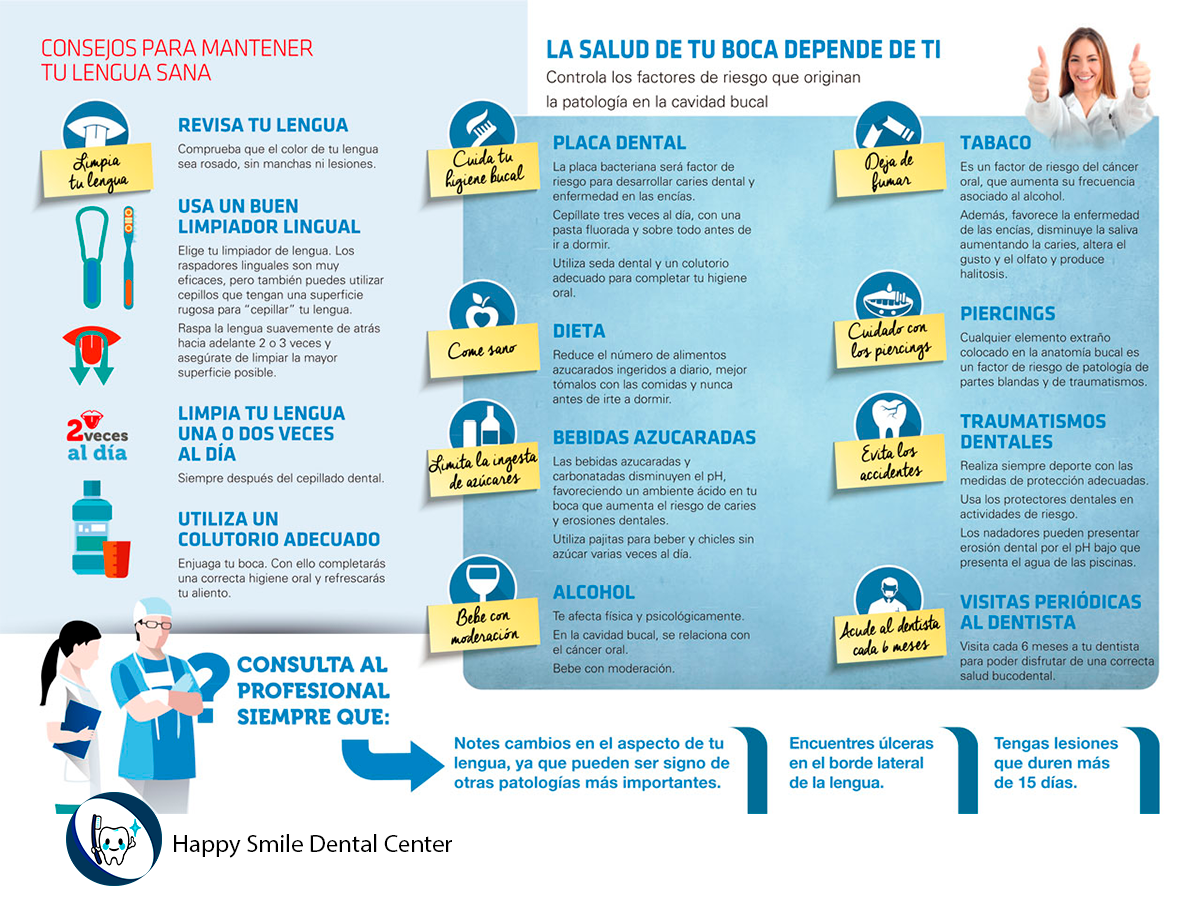 CONSEJOS PARA MANTENER
TU LENGUA SANA
Limpia
tu lengua
REVISA TU LENGUA
Comprueba que el color de tu lengua
sea rosado, sin manchas ni lesiones.
USA UN BUEN
LIMPIADOR LINGUAL
Elige tu limpiador de lengua. Los
raspadores linguales son muy
eficaces, pero también puedes utilizar
cepillos que tengan una superficie
rugosa para “cepillar” tu lengua.
Raspa la lengua suavemente de atrás
hacia adelante 2 o 3 veces y
asegúrate de limpiar la mayor
superficie posible.
2 veces
al día
LIMPIA TU LENGUA
UNA O DOS VECES
AL DÍA
Siempre después del cepillado dental.
UTILIZA UN
COLUTORIO ADECUADO
Enjuaga tu boca. Con ello completarás
una correcta higiene oral y refrescarás
tu aliento.
LA SALUD DE TU BOCA DEPENDE DE TI
Controla los factores de riesgo que originan
la patología en la cavidad bucal
Cuida tu
higiene bucal
PLACA DENTAL
La placa bacteriana será factor de
riesgo para desarrollar caries dental y
enfermedad en las encías.
Cepíllate tres veces al día, con una
pasta fluorada y sobre todo antes de
ir a dormir.
Utiliza seda dental y un colutorio
adecuado para completar tu higiene
oral.
Come sano
DIETA
Reduce el número de alimentos
azucarados ingeridos a diario, mejor
tómalos con las comidas y nunca
antes de irte a dormir.
Limita la ingesta
de azúcares
BEBIDAS AZUCARADAS
Las bebidas azucaradas y
carbonatadas disminuyen el pH,
favoreciendo un ambiente ácido en tu
boca que aumenta el riesgo de caries
y erosiones dentales.
Utiliza pajitas para beber y chicles sin
azúcar varias veces al día.
Bebe con
moderación
ALCOHOL
Te afecta física y psicológicamente.
En la cavidad bucal, se relaciona con
el cáncer oral.
Bebe con moderación.
Deja de
fumar
TABACO
Es un factor de riesgo del cáncer
oral, que aumenta su frecuencia
asociado al alcohol.
Además, favorece la enfermedad
de las encías, disminuye la saliva
aumentando la caries, altera el
gusto y el olfato y produce
halitosis.
Cuidado con
los piercings
PIERCINGS
Cualquier elemento extraño
colocado en la anatomía bucal es
un factor de riesgo de patología de
partes blandas y de traumatismos.
Evita los
accidentes
TRAUMATISMOS
DENTALES
Realiza siempre deporte con las
medidas de protección adecuadas.
Usa los protectores dentales en
actividades de riesgo.
Los nadadores pueden presentar
erosión dental por el pH bajo que
presenta el agua de las piscinas.
Acude al dentista
cada 6 meses
VISITAS PERIÓDICAS
AL DENTISTA
Visita cada 6 meses a tu dentista
para poder disfrutar de una correcta
salud bucodental.
?
CONSULTA AL
PROFESIONAL
SIEMPRE QUE:
Notes cambios en el aspecto de tu
lengua, ya que pueden ser signo de
otras patologías más importantes.
Encuentres úlceras
en el borde lateral
de la lengua.
Tengas lesiones
que duren más
de 15 días.
Happy Smile Dental Center